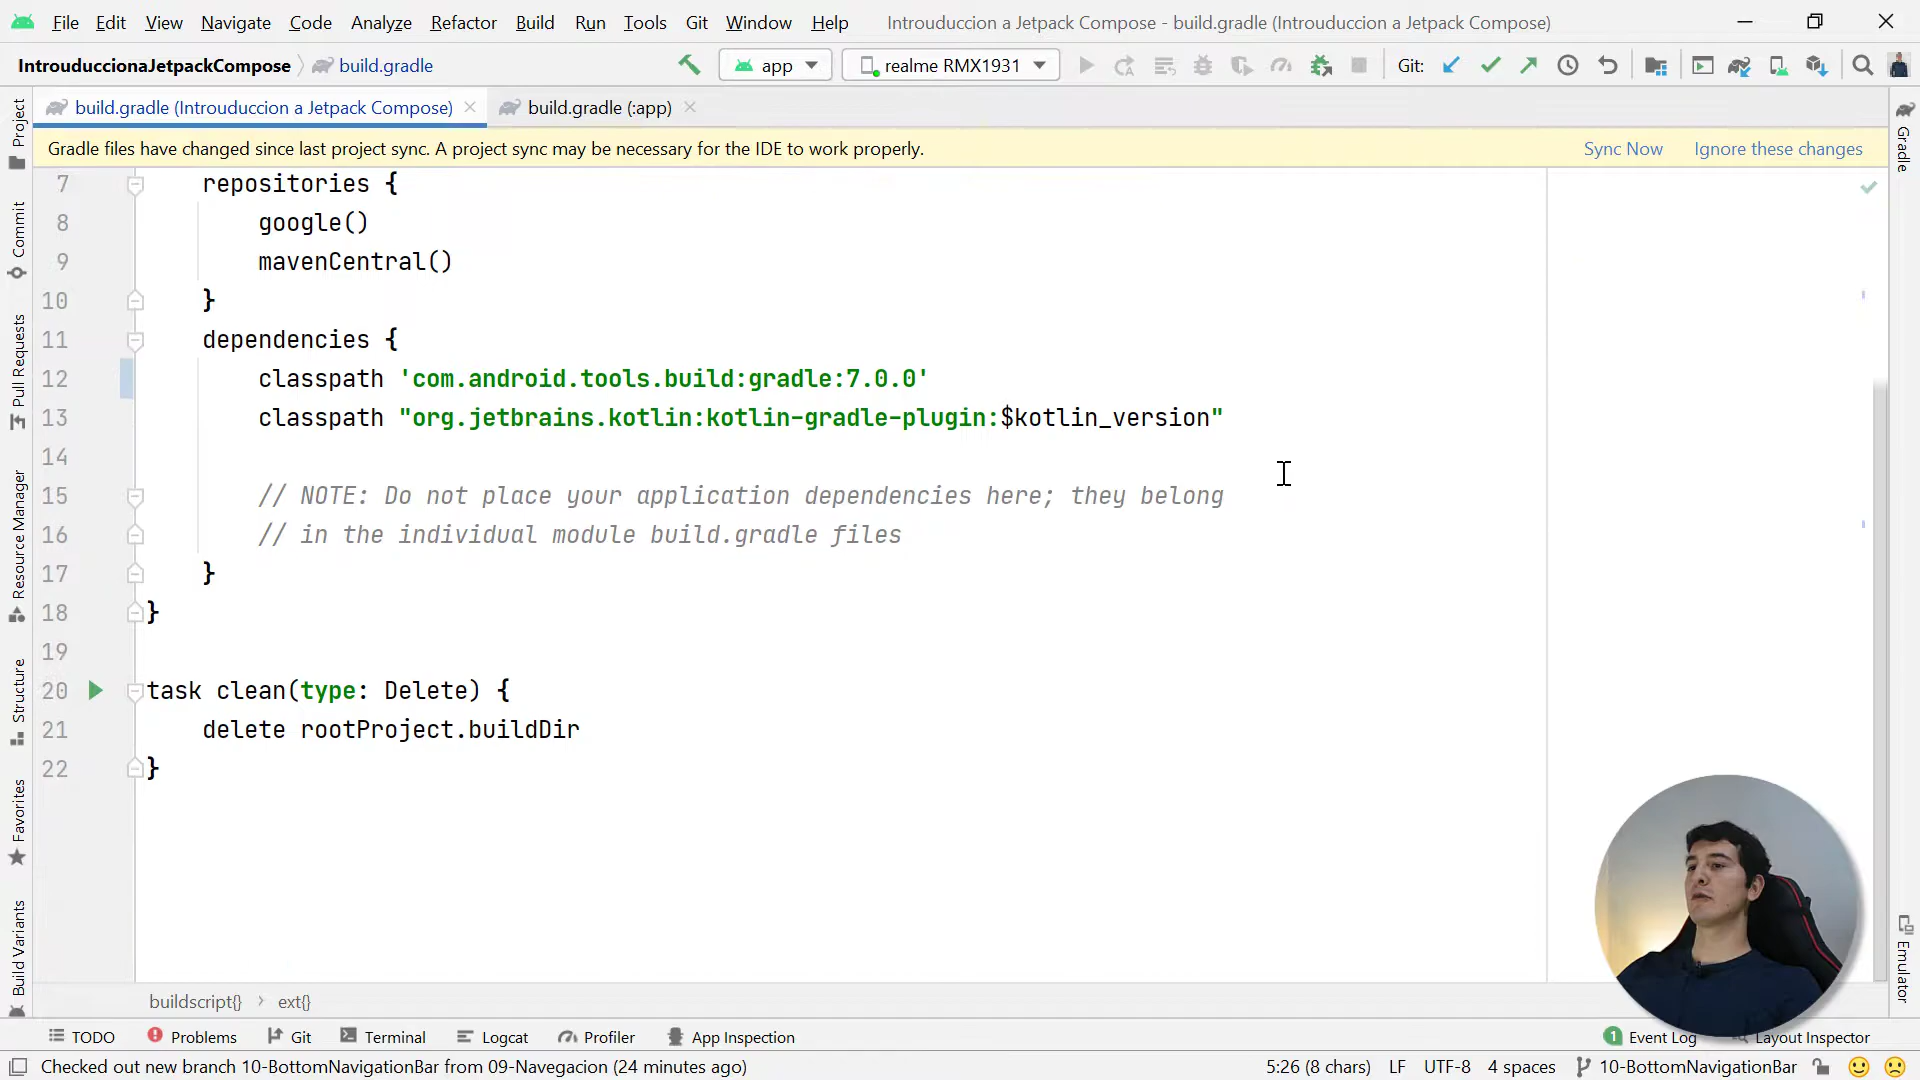 File Edit View Navigate Code Analyze Refactor Build Run Tools Git Window Help Introuduccion a Jetpack Compose - build.gradle (Introuduccion a Jetpack Compose)
IntrouduccionaJetpackCompose build.gradle app realme RMX1931 Git:
build.gradle (Introuduccion a Jetpack Compose) build.gradle (:app)
Gradle files have changed since last project sync. A project sync may be necessary for the IDE to work properly. Sync Now Ignore these changes
Project
Commit
Pull Requests
Resource Manager
Structure
Favorites
Build Variants
7 repositories {
8 google()
9 mavenCentral()
10 }
11 dependencies {
12 classpath 'com.android.tools.build:gradle:7.0.0'
13 classpath "org.jetbrains.kotlin:kotlin-gradle-plugin:$kotlin_version"
14
15 // NOTE: Do not place your application dependencies here; they belong
16 // in the individual module build.gradle files
17 }
18 }
19
20 task clean(type: Delete) {
21 delete rootProject.buildDir
22 }
Gradle
Emulator
buildscript{} › ext{}
TODO Problems Git Terminal Logcat Profiler App Inspection 1 Event Log Layout Inspector
Checked out new branch 10-BottomNavigationBar from 09-Navegacion (24 minutes ago) 5:26 (8 chars) LF UTF-8 4 spaces 10-BottomNavigationBar